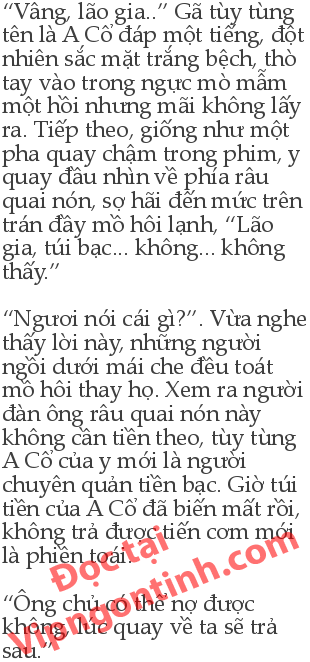 “Vâng, lão gia..” Gã tùy tùng
tên là A Cổ đáp một tiếng, đột
nhiên sắc mặt trắng bệch, thò
tay vào trong ngực mò mẫm
một hồi nhưng mãi không lấy
ra. Tiếp theo, giống như một
pha quay chậm trong phim, y
quay đầu nhìn về phía râu
quai nón, sợ hãi đến mức trên
trán đầy mồ hôi lạnh, “Lão
gia, túi bạc... không... không
thấy.”

“Ngươi nói cái gì?”. Vừa nghe
thấy lời này, những người
ngồi dưới mái che đều toát
mồ hôi thay họ. Xem ra người
đàn ông râu quai nón này
không cần tiền theo, tùy tùng
A Cổ của y mới là người
chuyên quản tiền bạc. Giờ túi
tiền của A Cổ đã biến mất rồi,
không trả được tiến cơm mới
là phiền toái.

“Ông chủ có thể nợ được
không, lúc quay về ta sẽ trả
sau.”
Đọc tại
Vipngontinh.com